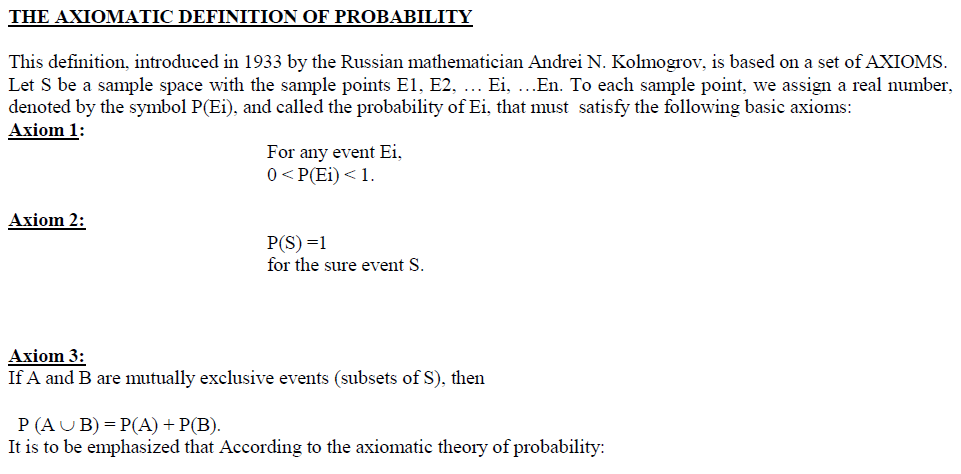 THE AXIOMATIC DEFINITION OF PROBABILITY
This definition, introduced in 1933 by the Russian mathematician Andrei N. Kolmogrov, is based on a set of AXIOMS.
Let S be a sample space with the sample points E1, E2, … Ei, …En. To each sample point, we assign a real number,
denoted by the symbol P(Ei), and called the probability of Ei, that must satisfy the following basic axioms:
Axiom 1:
For any event Ei,
0 < P(Ei) < 1.
Axiom 2:
P(S) =1
for the sure event S.
Axiom 3:
If A and B are mutually exclusive events (subsets of S), then
P (A ∪ B) = P(A) + P(B).
It is to be emphasized that According to the axiomatic theory of probability: